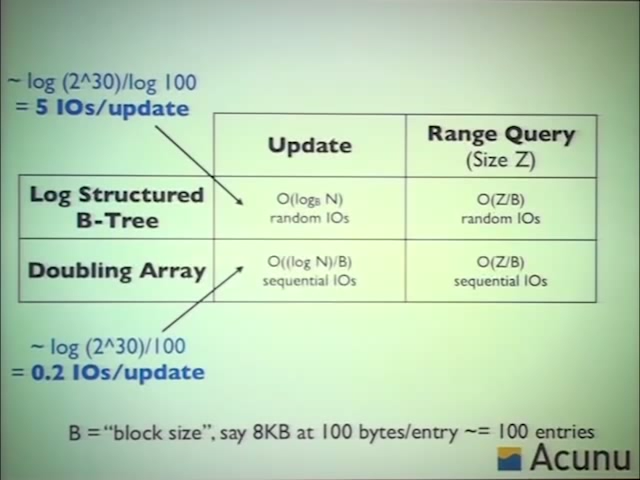 ~ log (2^30)/log 100
= 5 IOs/update
Update
Range Query
(Size Z)
Log Structured
B-Tree
O(logB N)
random IOs
O(Z/B)
random IOs
Doubling Array
O((log N)/B)
sequential IOs
O(Z/B)
sequential IOs
~ log (2^30)/100
= 0.2 IOs/update
B = “block size”, say 8KB at 100 bytes/entry ~= 100 entries
Acunu